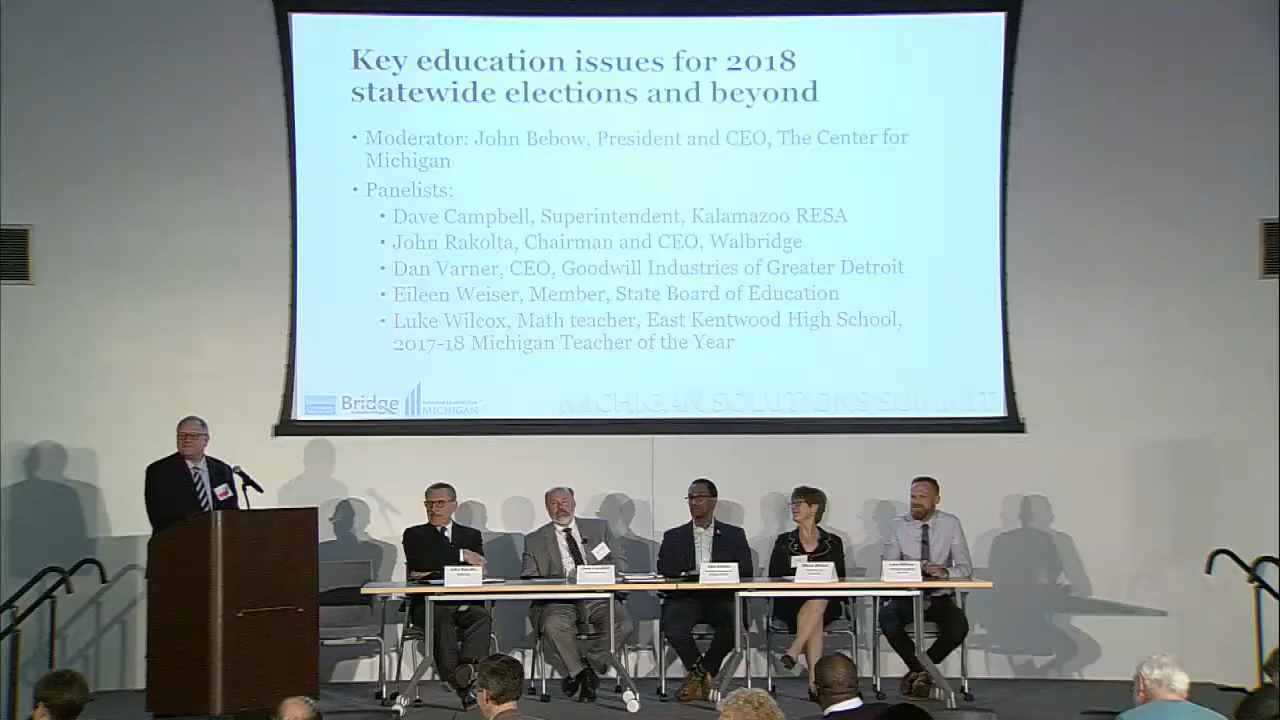 Key education issues for 2018
statewide elections and beyond
• Moderator: John Bebow, President and CEO, The Center for
Michigan
• Panelists:
• Dave Campbell, Superintendent, Kalamazoo RESA
• John Rakolta, Chairman and CEO, Walbridge
• Dan Varner, CEO, Goodwill Industries of Greater Detroit
• Eileen Weiser, Member, State Board of Education
• Luke Wilcox, Math teacher, East Kentwood High School,
2017-18 Michigan Teacher of the Year
Bridge
MICHIGAN
MICHIGAN SOLUTIONS SUMMIT